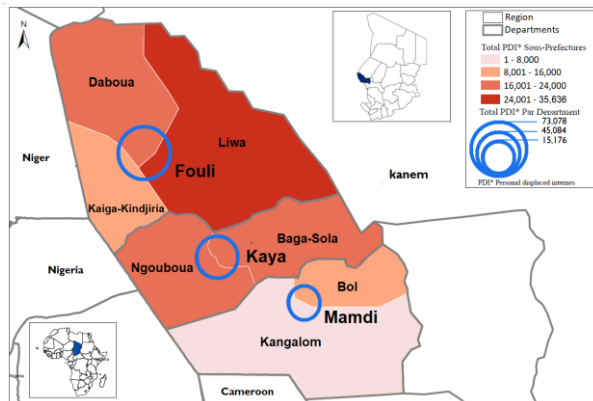 N
Region
Departments
Total PDI* Sous-Prefectures
1 - 8,000
8,001 - 16,000
16,001 - 24,000
24,001 - 35,636
Total PDI* Par Department
73,078
45,084
15,176
PDI* Personal displaced internes
Daboua
Liwa
Niger
Fouli
kanem
Kaiga-Kindjiria
Baga-Sola
Kaya
Ngouboua
Nigeria
Bol
Mamdi
Kangalom
Cameroon